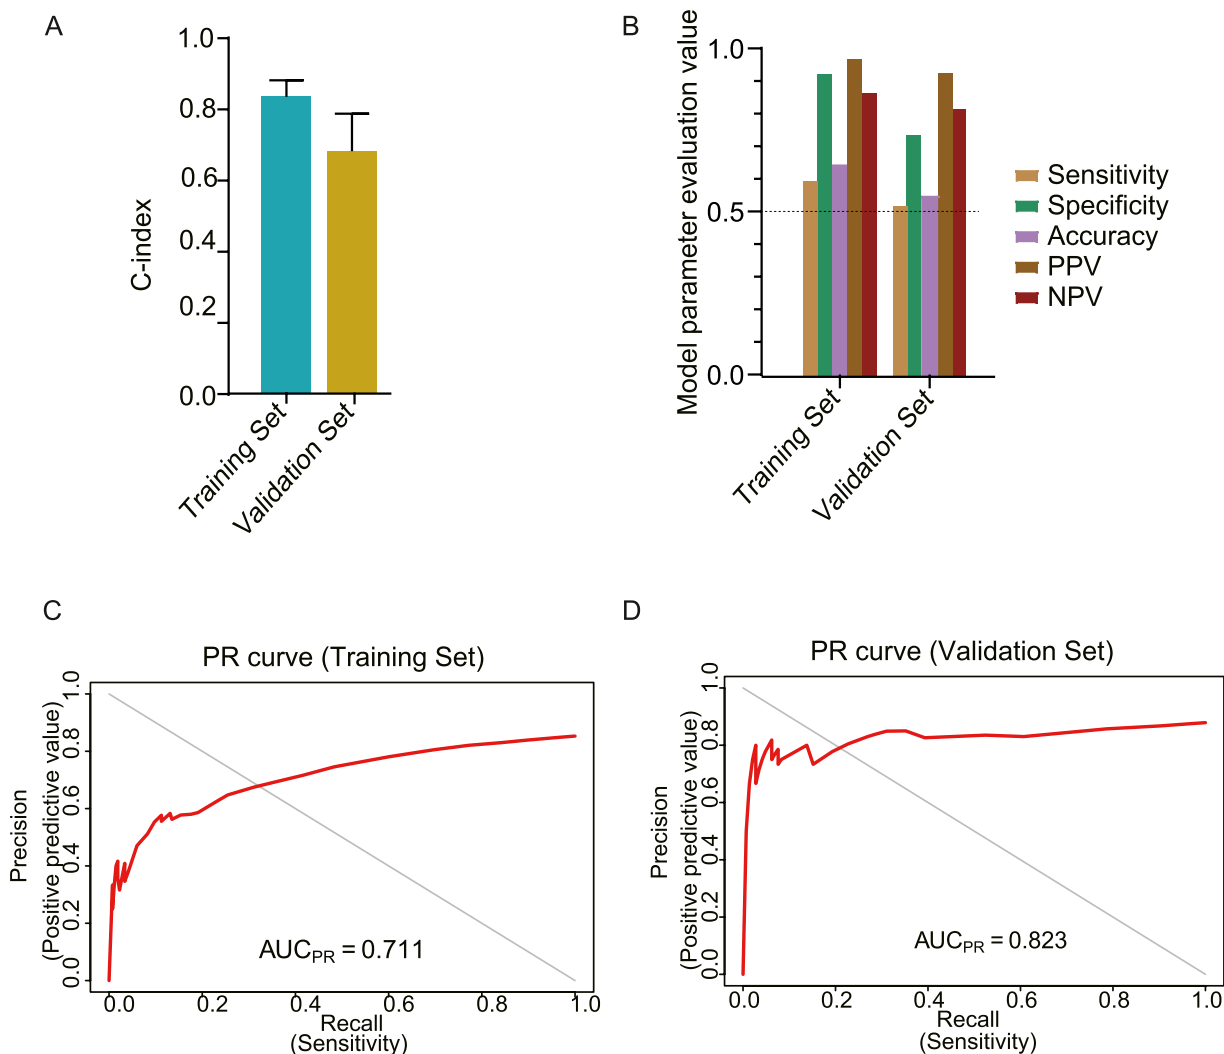 A
1.0
0.8
0.6
0.4
0.2
0.0
C-index
Training Set
Validation Set
B
Model parameter evaluation value
1.0
0.5
0.0
Training Set
Validation Set
Sensitivity
Specificity
Accuracy
PPV
NPV
C
PR curve (Training Set)
Precision
(Positive predictive value)
1.0
0.8
0.6
0.4
0.2
0.0
AUCPR = 0.711
0.0 0.2 0.4 0.6 0.8 1.0
Recall
(Sensitivity)
D
PR curve (Validation Set)
Precision
(Positive predictive value)
1.0
0.8
0.6
0.4
0.2
0.0
AUCPR = 0.823
0.0 0.2 0.4 0.6 0.8 1.0
Recall
(Sensitivity)